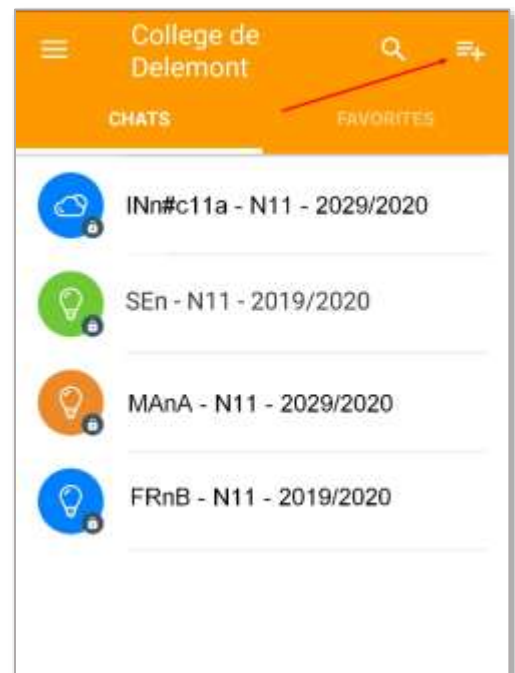 College de
Delemont
CHATS FAVORITES
INn#c11a - N11 - 2029/2020
SEn - N11 - 2019/2020
MAnA - N11 - 2029/2020
FRnB - N11 - 2019/2020